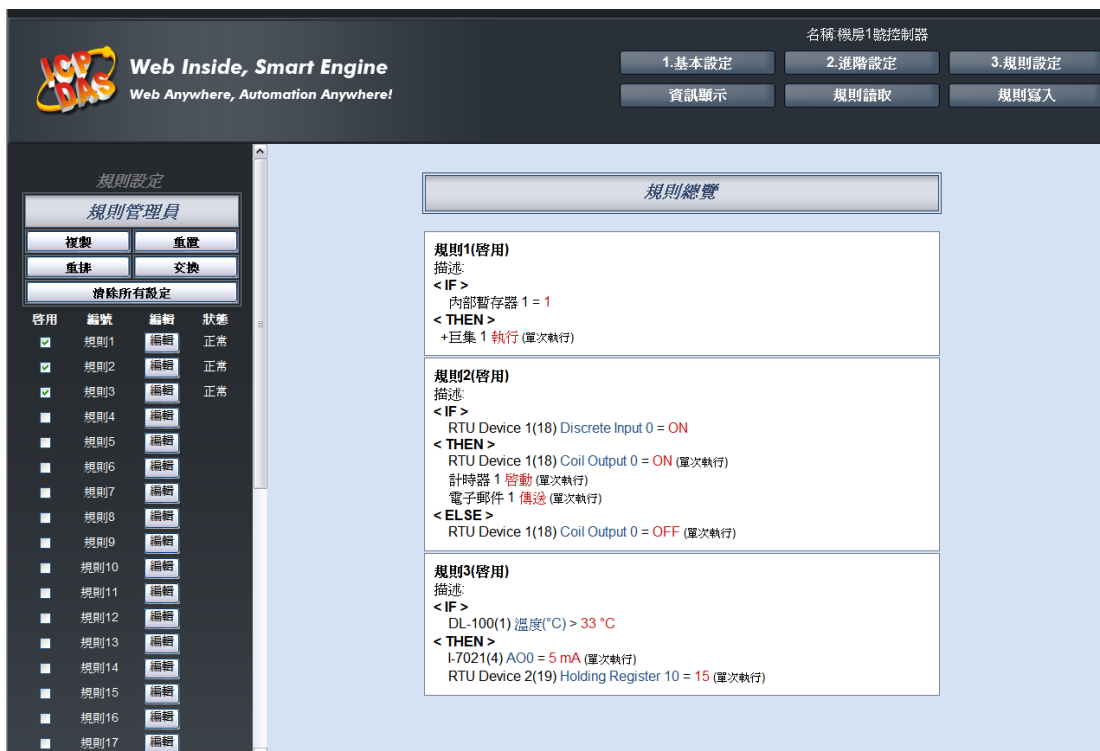 名稱:機房1號控制器
ICP DAS
Web Inside, Smart Engine
Web Anywhere, Automation Anywhere!
1.基本設定 2.進階設定 3.規則設定
資訊顯示 規則讀取 規則寫入
規則設定
規則管理員
複製 重置
重排 交換
清除所有設定
啓用 編號 編輯 狀態
規則1 編輯 正常
規則2 編輯 正常
規則3 編輯 正常
規則4 編輯
規則5 編輯
規則6 編輯
規則7 編輯
規則8 編輯
規則9 編輯
規則10 編輯
規則11 編輯
規則12 編輯
規則13 編輯
規則14 編輯
規則15 編輯
規則16 編輯
規則17 編輯
規則總覽
規則1(啓用)
描述:
< IF >
內部暫存器 1 = 1
< THEN >
+巨集 1 執行 (單次執行)
規則2(啓用)
描述:
< IF >
RTU Device 1(18) Discrete Input 0 = ON
< THEN >
RTU Device 1(18) Coil Output 0 = ON (單次執行)
計時器 1 啓動 (單次執行)
電子郵件 1 傳送 (單次執行)
< ELSE >
RTU Device 1(18) Coil Output 0 = OFF (單次執行)
規則3(啓用)
描述:
< IF >
DL-100(1) 溫度(°C) > 33 °C
< THEN >
I-7021(4) AO0 = 5 mA (單次執行)
RTU Device 2(19) Holding Register 10 = 15 (單次執行)